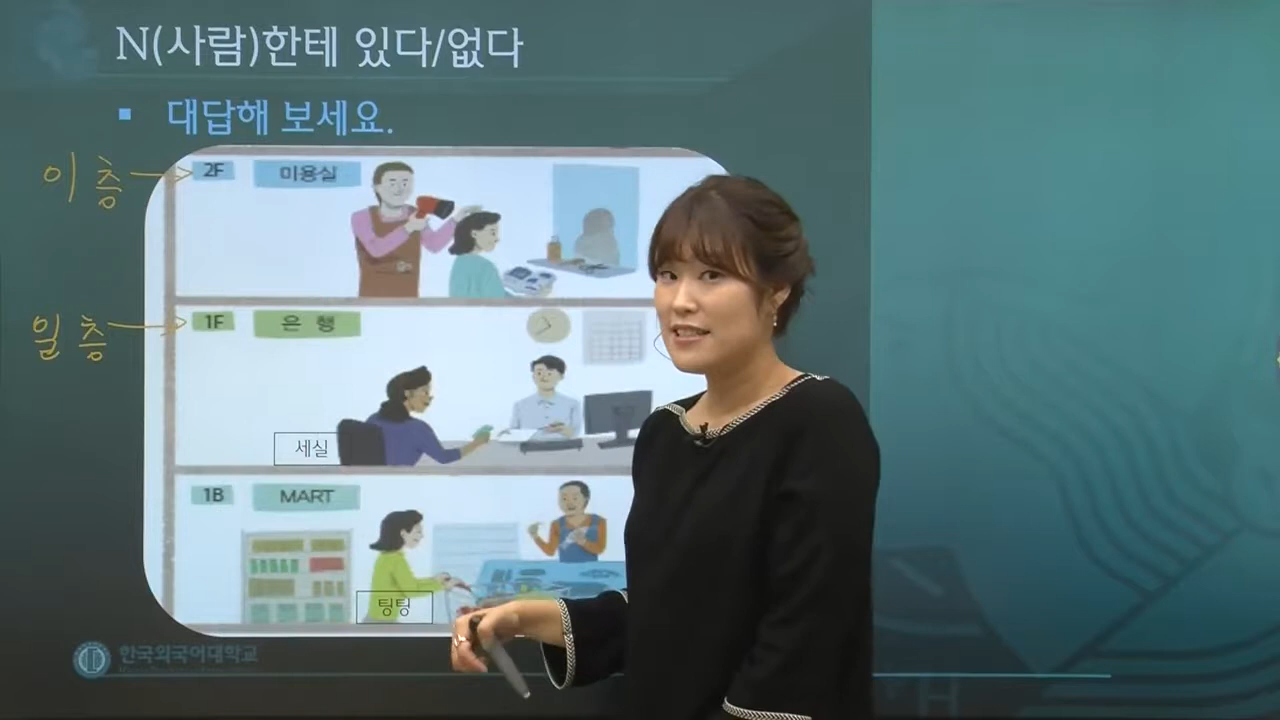 N(사람)한테 있다/없다
▪ 대답해 보세요.
이 층
2F 미용실
일 층
1F 은 행
세실
1B MART
팅팅
한국외국어대학교